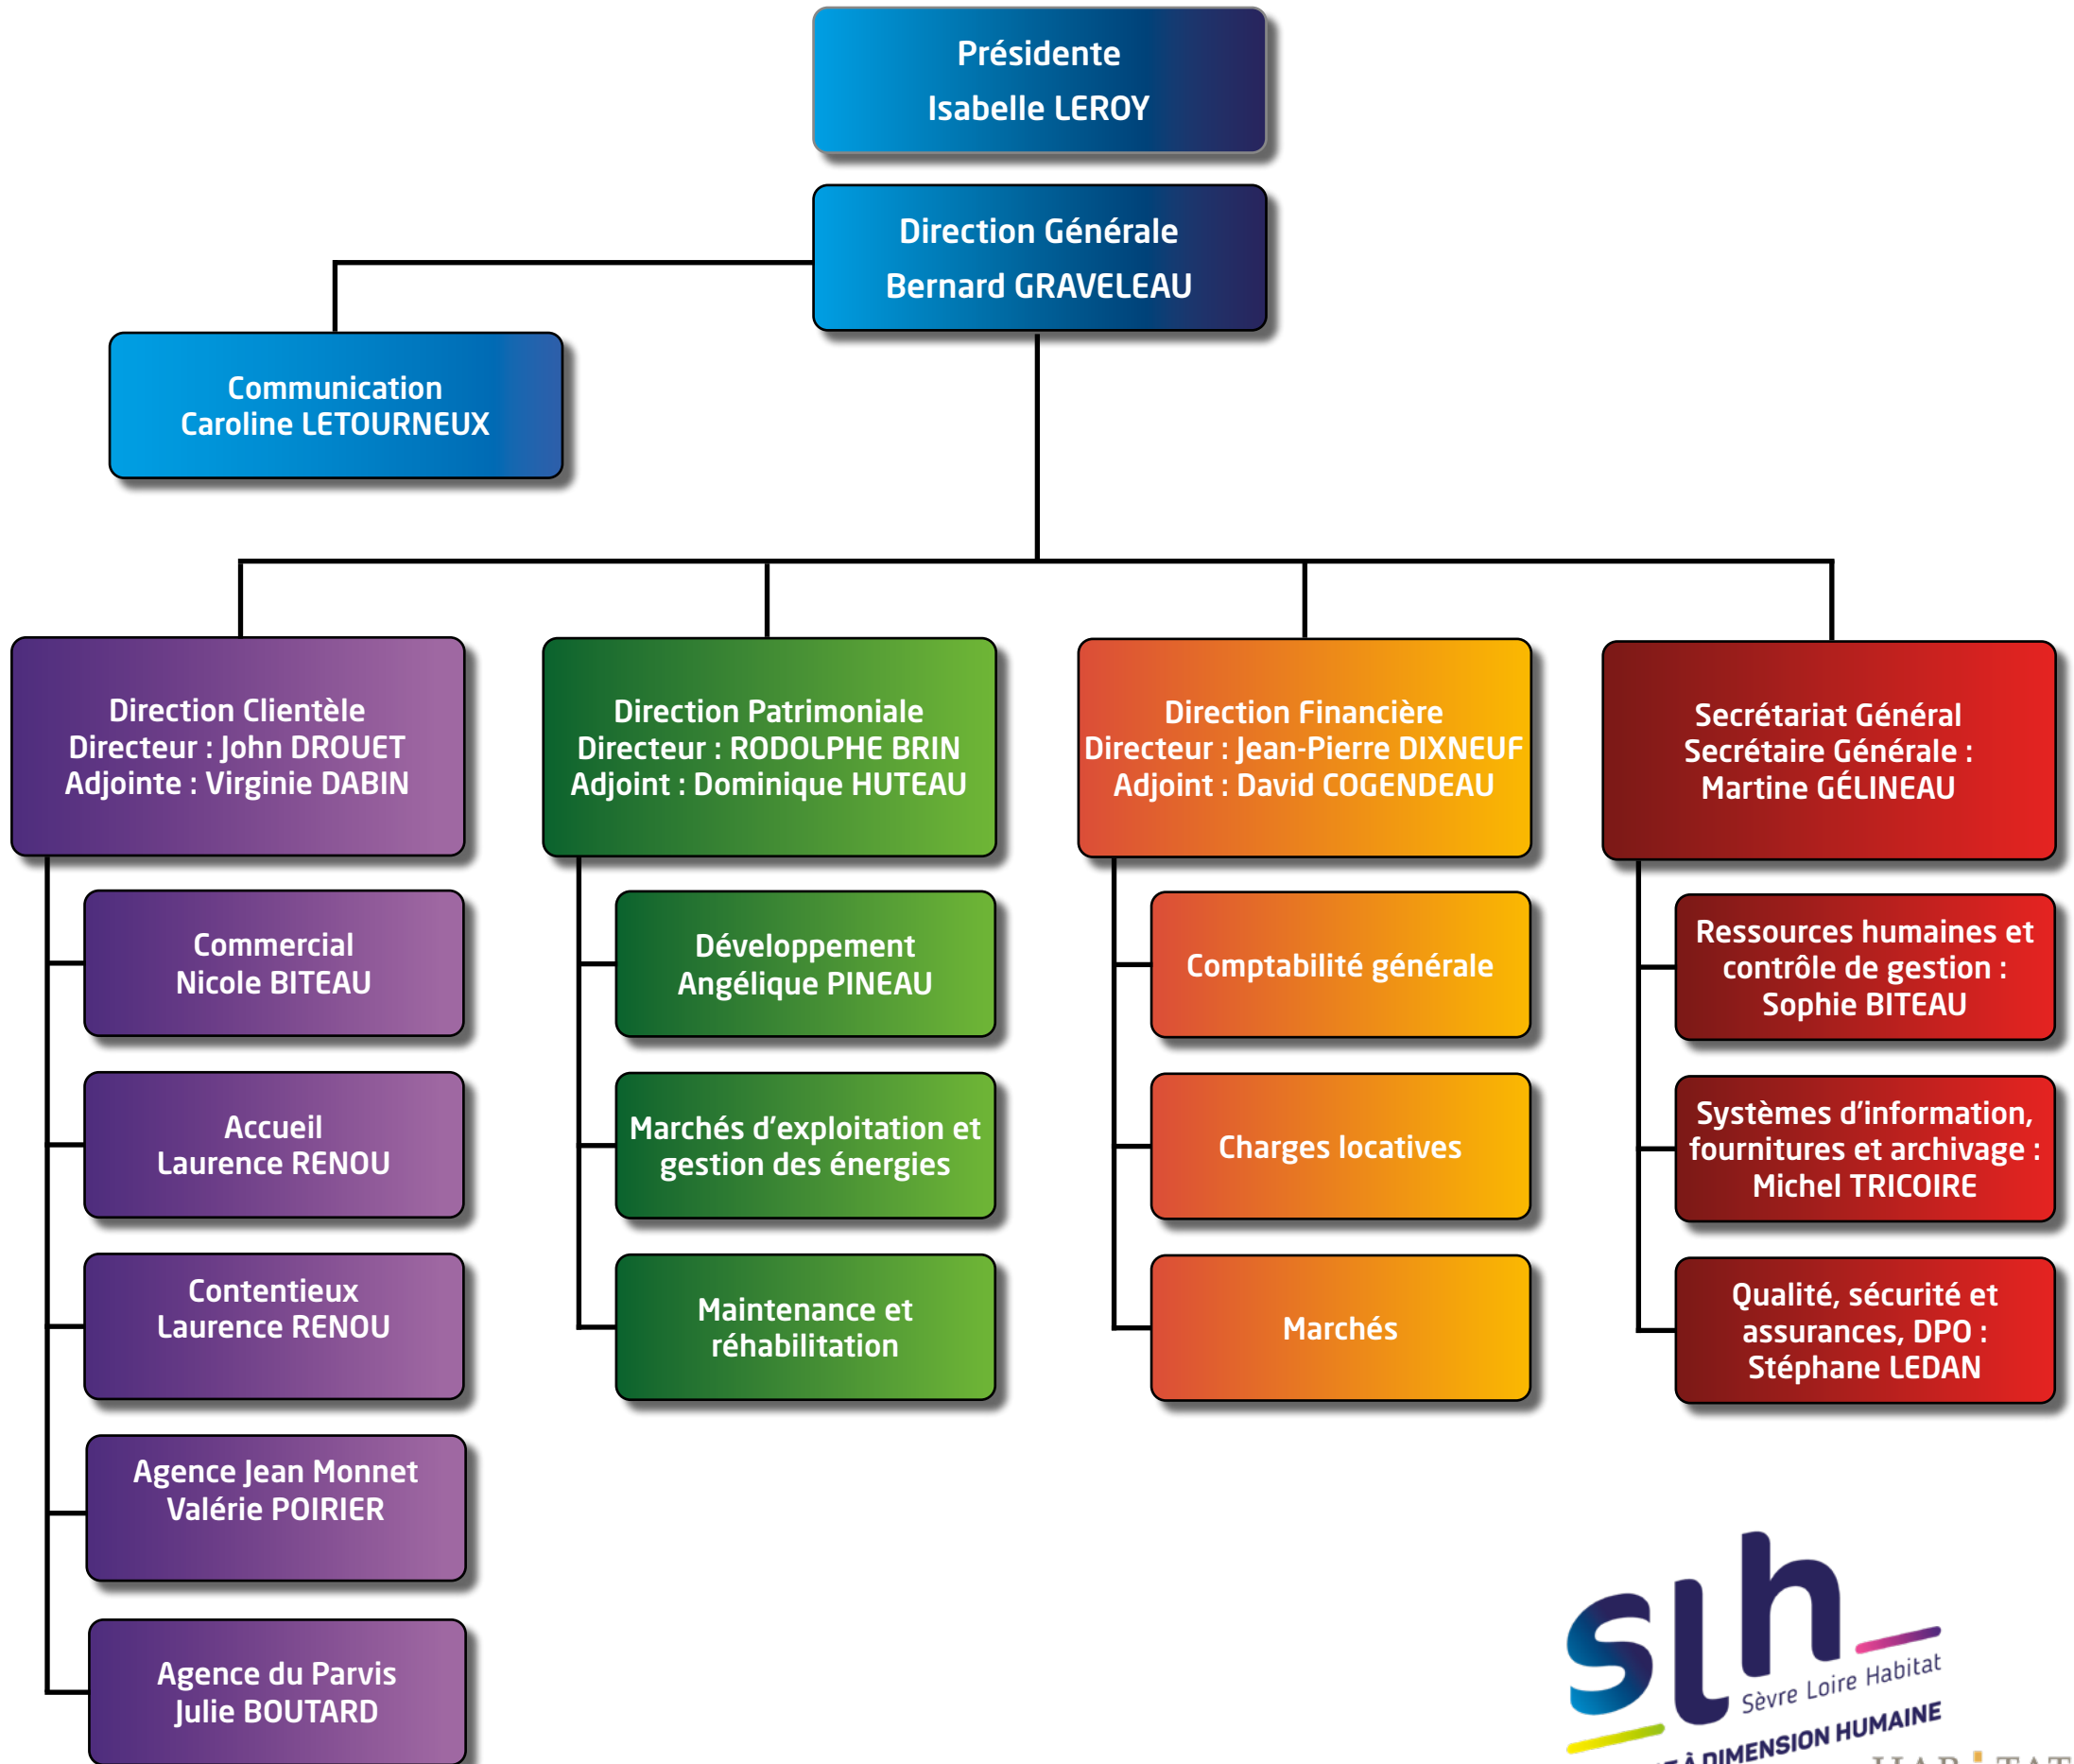 Présidente
Isabelle LEROY
Direction Générale
Bernard GRAVELEAU
Communication
Caroline LETOURNEUX
Direction Clientèle
Directeur : John DROUET
Adjointe : Virginie DABIN
Commercial
Nicole BITEAU
Accueil
Laurence RENOU
Contentieux
Laurence RENOU
Agence Jean Monnet
Valérie POIRIER
Agence du Parvis
Julie BOUTARD
Direction Patrimoniale
Directeur : RODOLPHE BRIN
Adjoint : Dominique HUTEAU
Développement
Angélique PINEAU
Marchés d’exploitation et
gestion des énergies
Maintenance et
réhabilitation
Direction Financière
Directeur : Jean-Pierre DIXNEUF
Adjoint : David COGENDEAU
Comptabilité générale
Charges locatives
Marchés
Secrétariat Général
Secrétaire Générale :
Martine GÉLINEAU
Ressources humaines et
contrôle de gestion :
Sophie BITEAU
Systèmes d’information,
fournitures et archivage :
Michel TRICOIRE
Qualité, sécurité et
assurances, DPO :
Stéphane LEDAN
slh
Sèvre Loire Habitat
À DIMENSION HUMAINE
HABITAT